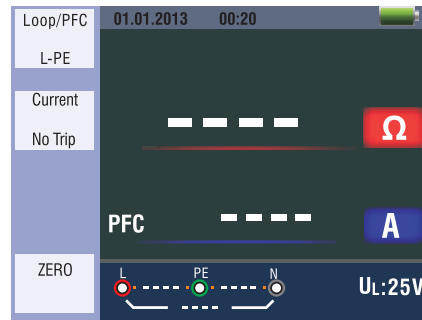 Loop/PFC
L-PE
Current
No Trip
ZERO
01.01.2013 00:20
---- Ω
PFC ---- A
L PE N
---- ----
----
UL:25V